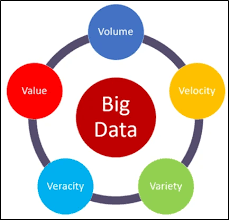 Volume
Value
Velocity
Big
Data
Veracity
Variety